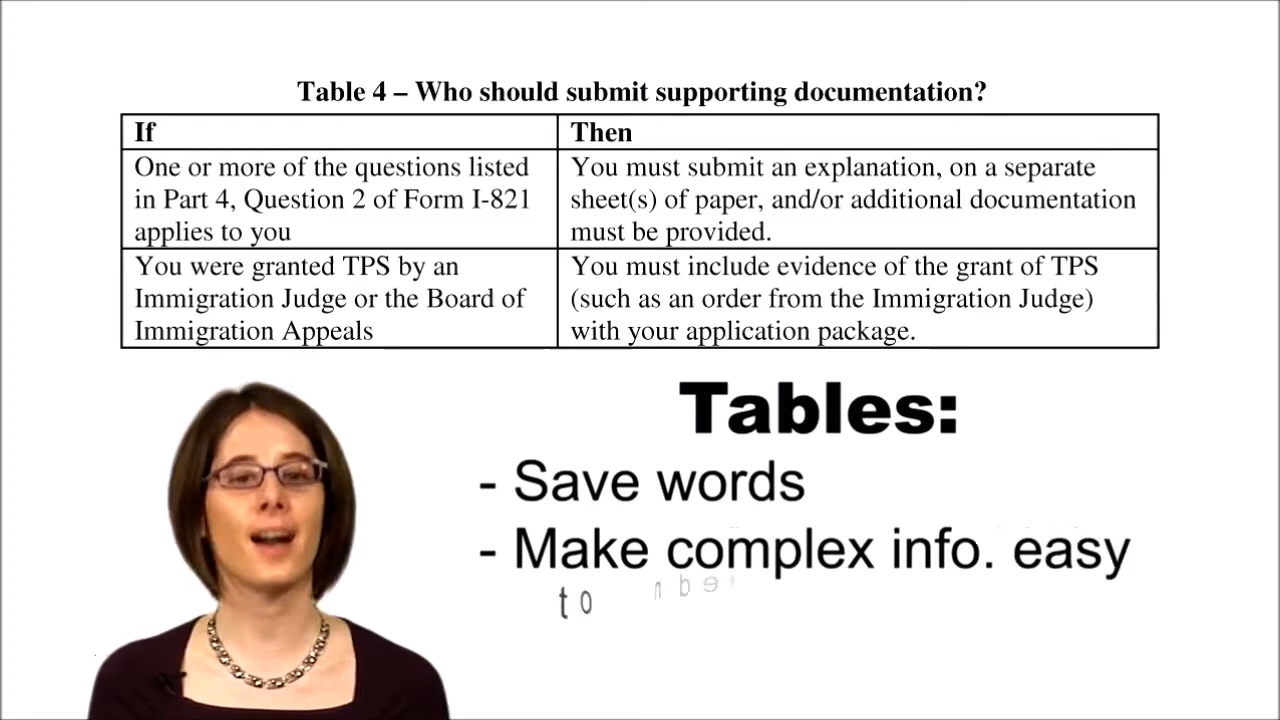 Table 4 – Who should submit supporting documentation?
If
Then
One or more of the questions listed
in Part 4, Question 2 of Form I-821
applies to you
You must submit an explanation, on a separate
sheet(s) of paper, and/or additional documentation
must be provided.
You were granted TPS by an
Immigration Judge or the Board of
Immigration Appeals
You must include evidence of the grant of TPS
(such as an order from the Immigration Judge)
with your application package.
Tables:
- Save words
- Make complex info. easy
to